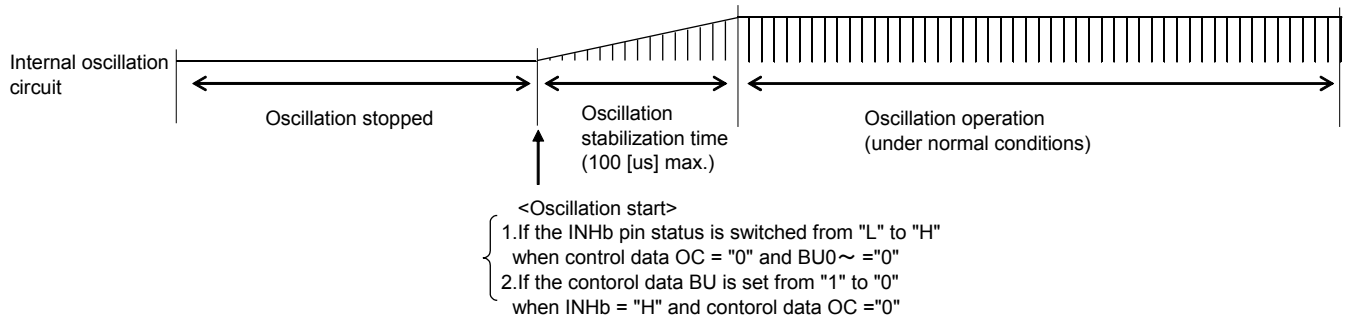 Internal oscillation
circuit
Oscillation stopped
Oscillation
stabilization time
(100 [us] max.)
Oscillation operation
(under normal conditions)
<Oscillation start>
1.If the INHb pin status is switched from "L" to "H"
when control data OC = "0" and BU0～ ="0"
2.If the contorol data BU is set from "1" to "0"
when INHb = "H" and contorol data OC ="0"